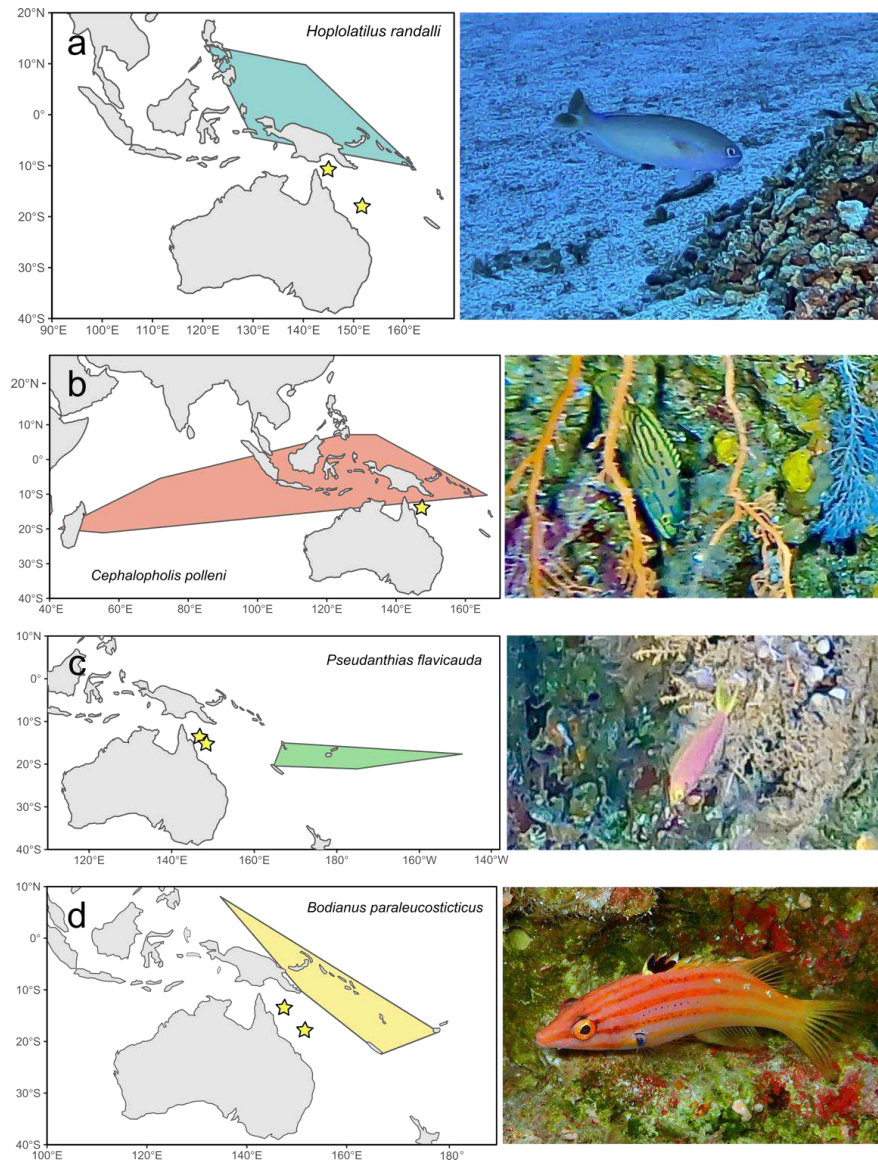 a
Hoplolatilus randalli
20°N
10°N
0°
10°S
20°S
30°S
40°S
90°E 100°E 110°E 120°E 130°E 140°E 150°E 160°E
b
20°N
10°N
0°
10°S
20°S
30°S
40°S
Cephalopholis polleni
40°E 60°E 80°E 100°E 120°E 140°E 160°E
c
Pseudanthias flavicauda
10°N
0°
10°S
20°S
30°S
40°S
120°E 140°E 160°E 180° 140°W
d
Bodianus paraleucosticticus
10°N
0°
10°S
20°S
30°S
40°S
100°E 120°E 140°E 160°E 180°